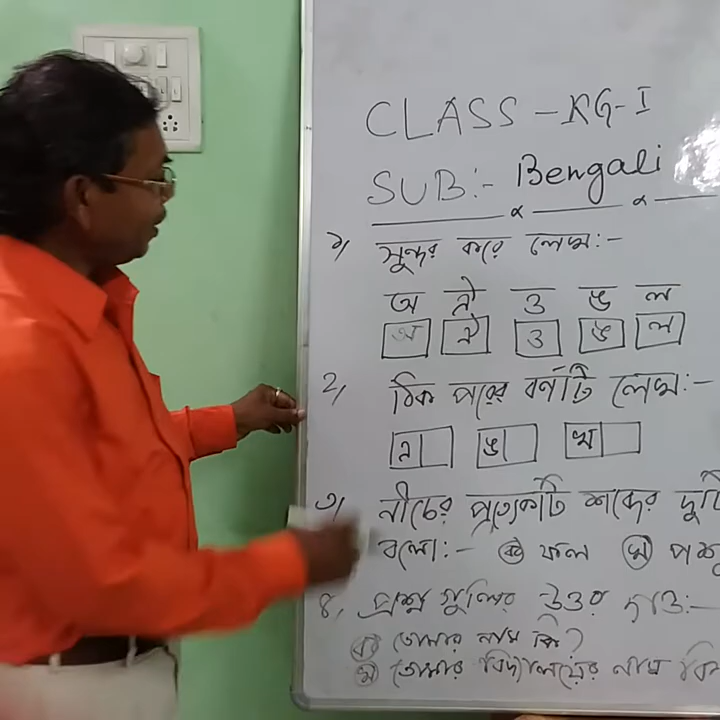 CLASS - KG-I
SUB:- Bengali
১, সুন্দর করে লেখ:-
অ ঐ ও ঙ ল
অ ঐ ও ঙ ল
২, ঠিক পরের বর্ণটি লেখ:-
এ ঙ খ
৩, নীচের প্রত্যেকটি শব্দের দুটি
বলো:- ক ফল খ পশু
৪, প্রশ্ন গুলির উত্তর দাও:-
ক তোমার নাম কি?
খ তোমার বিদ্যালয়ের নাম কি